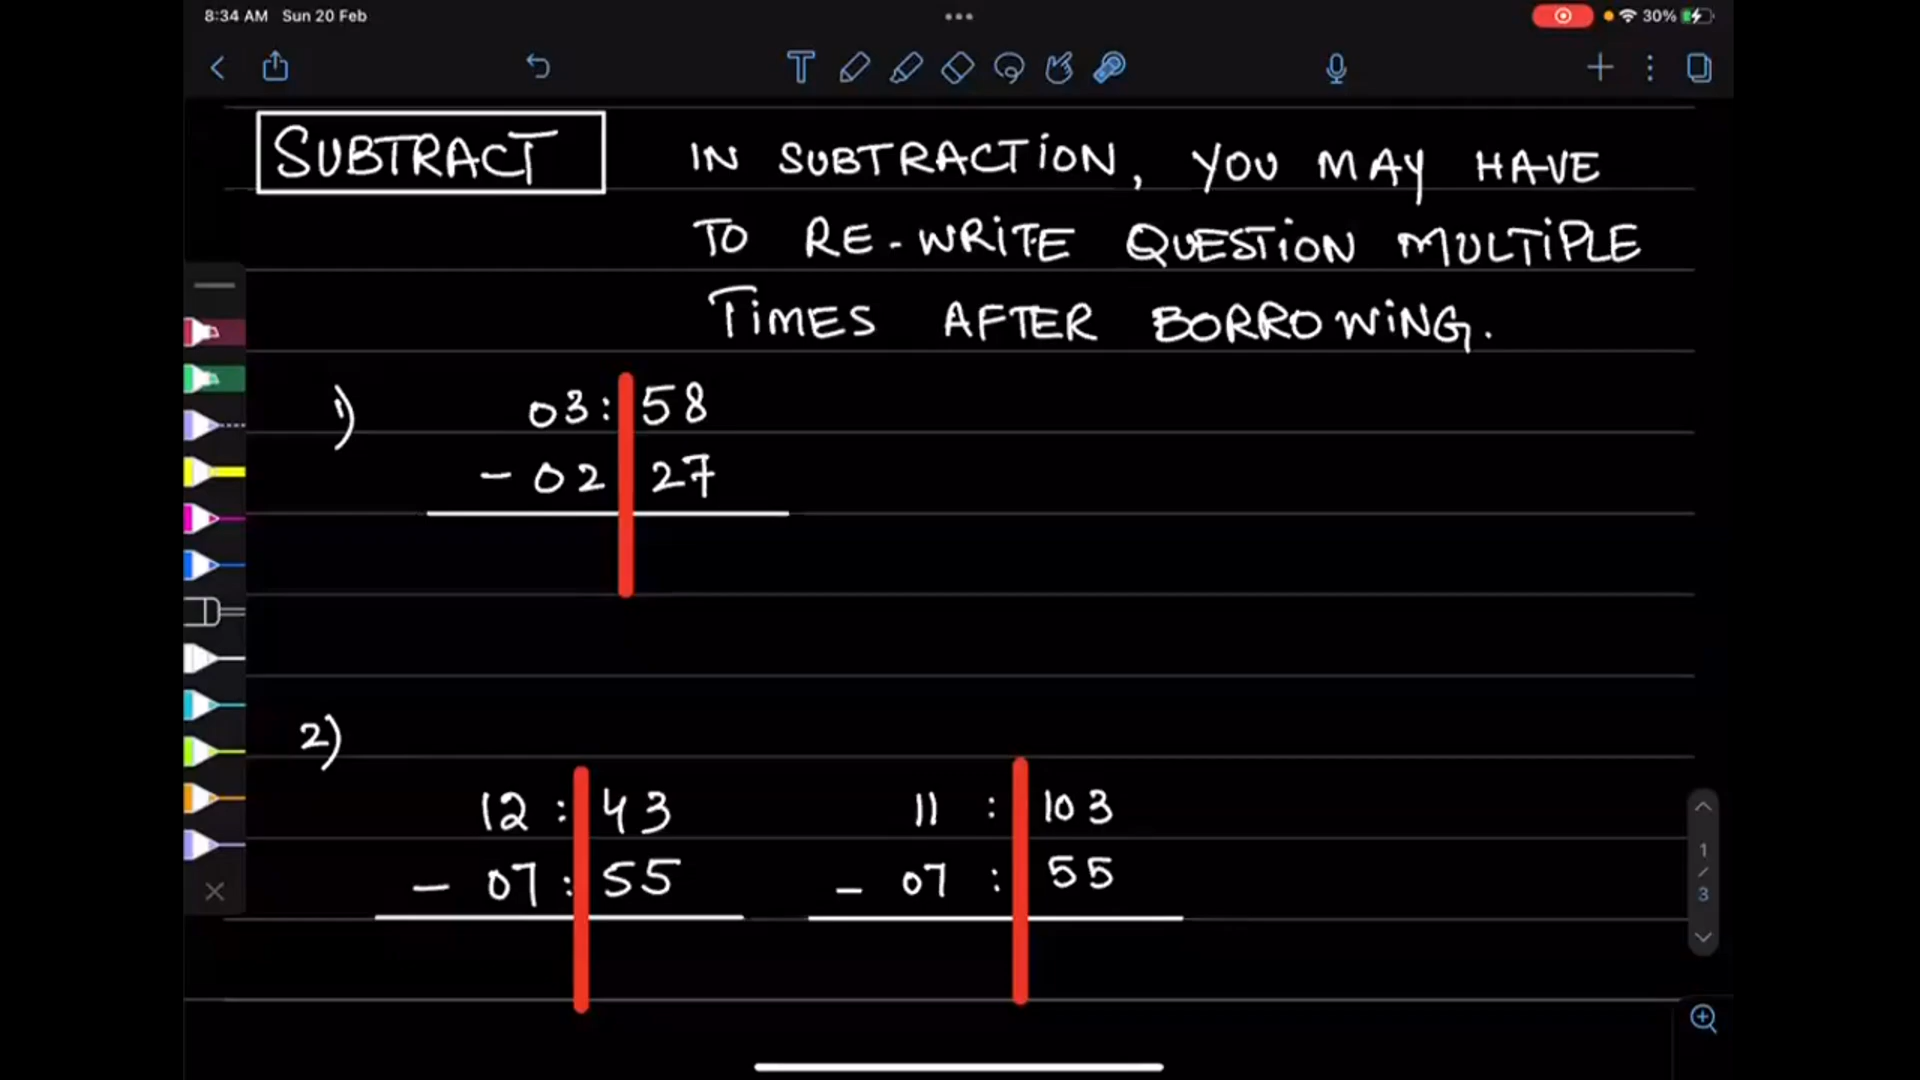 8:34 AM Sun 20 Feb
30%
SUBTRACT
IN SUBTRACTION, YOU MAY HAVE
TO RE-WRITE QUESTION MULTIPLE
TIMES AFTER BORROWING.
1)
03: 58
- 02 27
2)
12 : 43
- 07 : 55
11 : 103
- 07 : 55
1
/
3